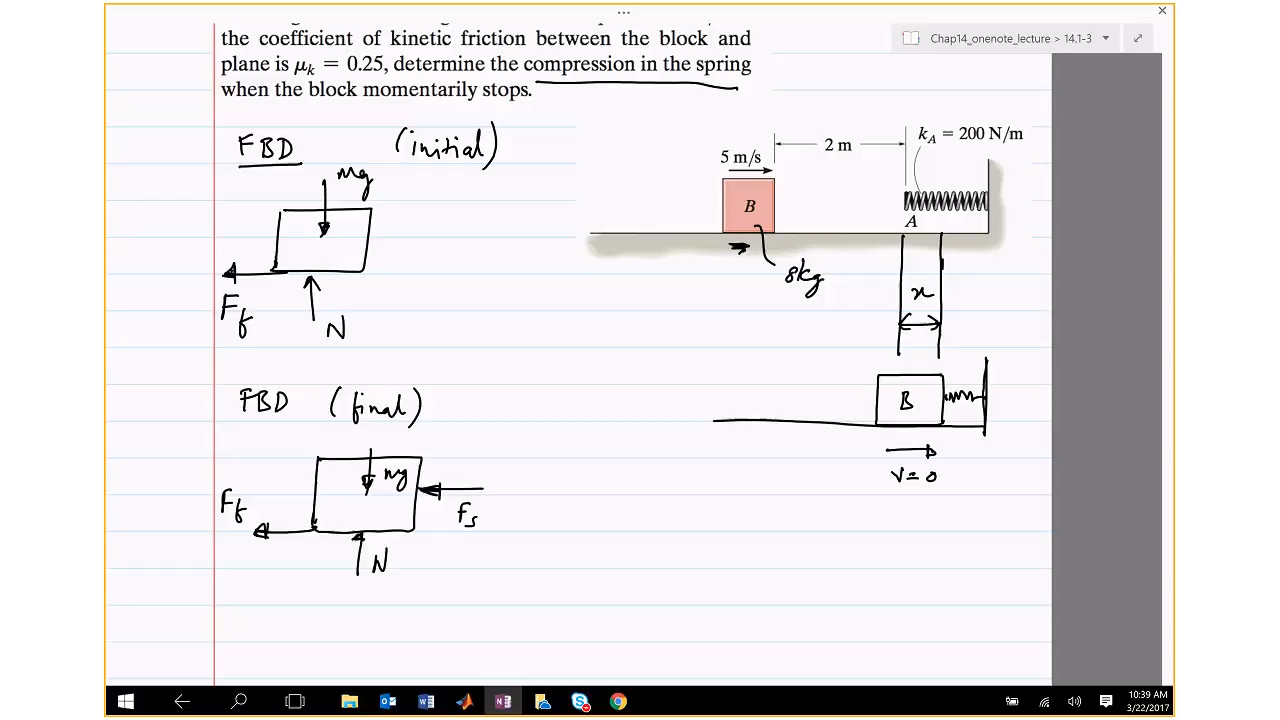 Chap14_onenote_lecture > 14.1-3
the coefficient of kinetic friction between the block and
plane is μk = 0.25, determine the compression in the spring
when the block momentarily stops.
FBD (initial)
mg
Ff
N
5 m/s
2 m
kA = 200 N/m
B
A
8kg
x
FBD (final)
mg
Ff
Fs
N
B
v = 0
10:39 AM
3/22/2017